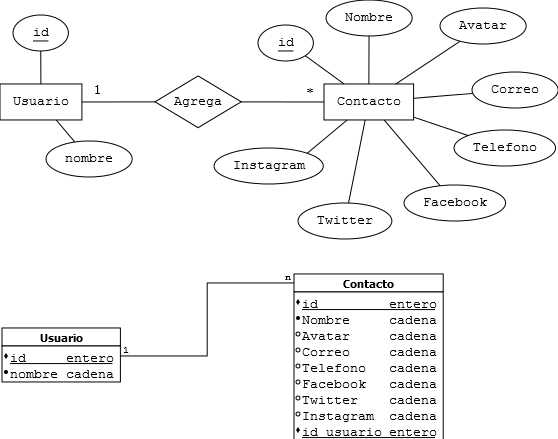 id
Nombre
Avatar
id
Usuario
1
Agrega
*
Contacto
Correo
nombre
Instagram
Telefono
Twitter
Facebook
n
Contacto
id entero
Nombre cadena
Avatar cadena
Correo cadena
Telefono cadena
Facebook cadena
Twitter cadena
Instagram cadena
id usuario entero
Usuario
1
id entero
nombre cadena